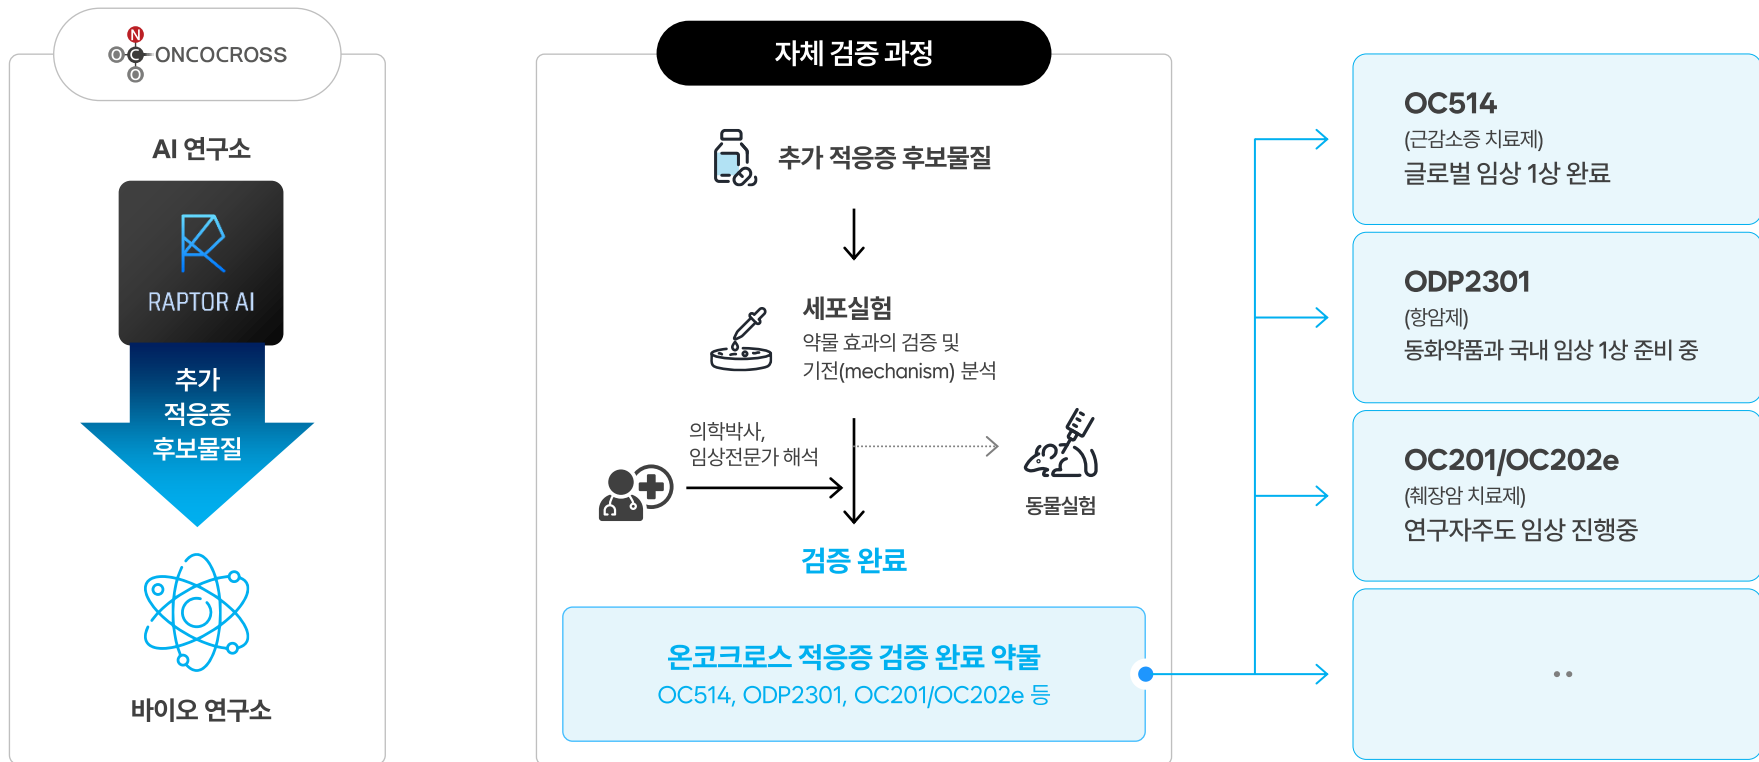 ONCOCROSS
AI 연구소
RAPTOR AI
추가
적응증
후보물질
바이오 연구소
자체 검증 과정
추가 적응증 후보물질
세포실험
약물 효과의 검증 및
기전(mechanism) 분석
의학박사,
임상전문가 해석
동물실험
검증 완료
온코크로스 적응증 검증 완료 약물
OC514, ODP2301, OC201/OC202e 등
OC514
(근감소증 치료제)
글로벌 임상 1상 완료
ODP2301
(항암제)
동화약품과 국내 임상 1상 준비 중
OC201/OC202e
(췌장암 치료제)
연구자주도 임상 진행중
..